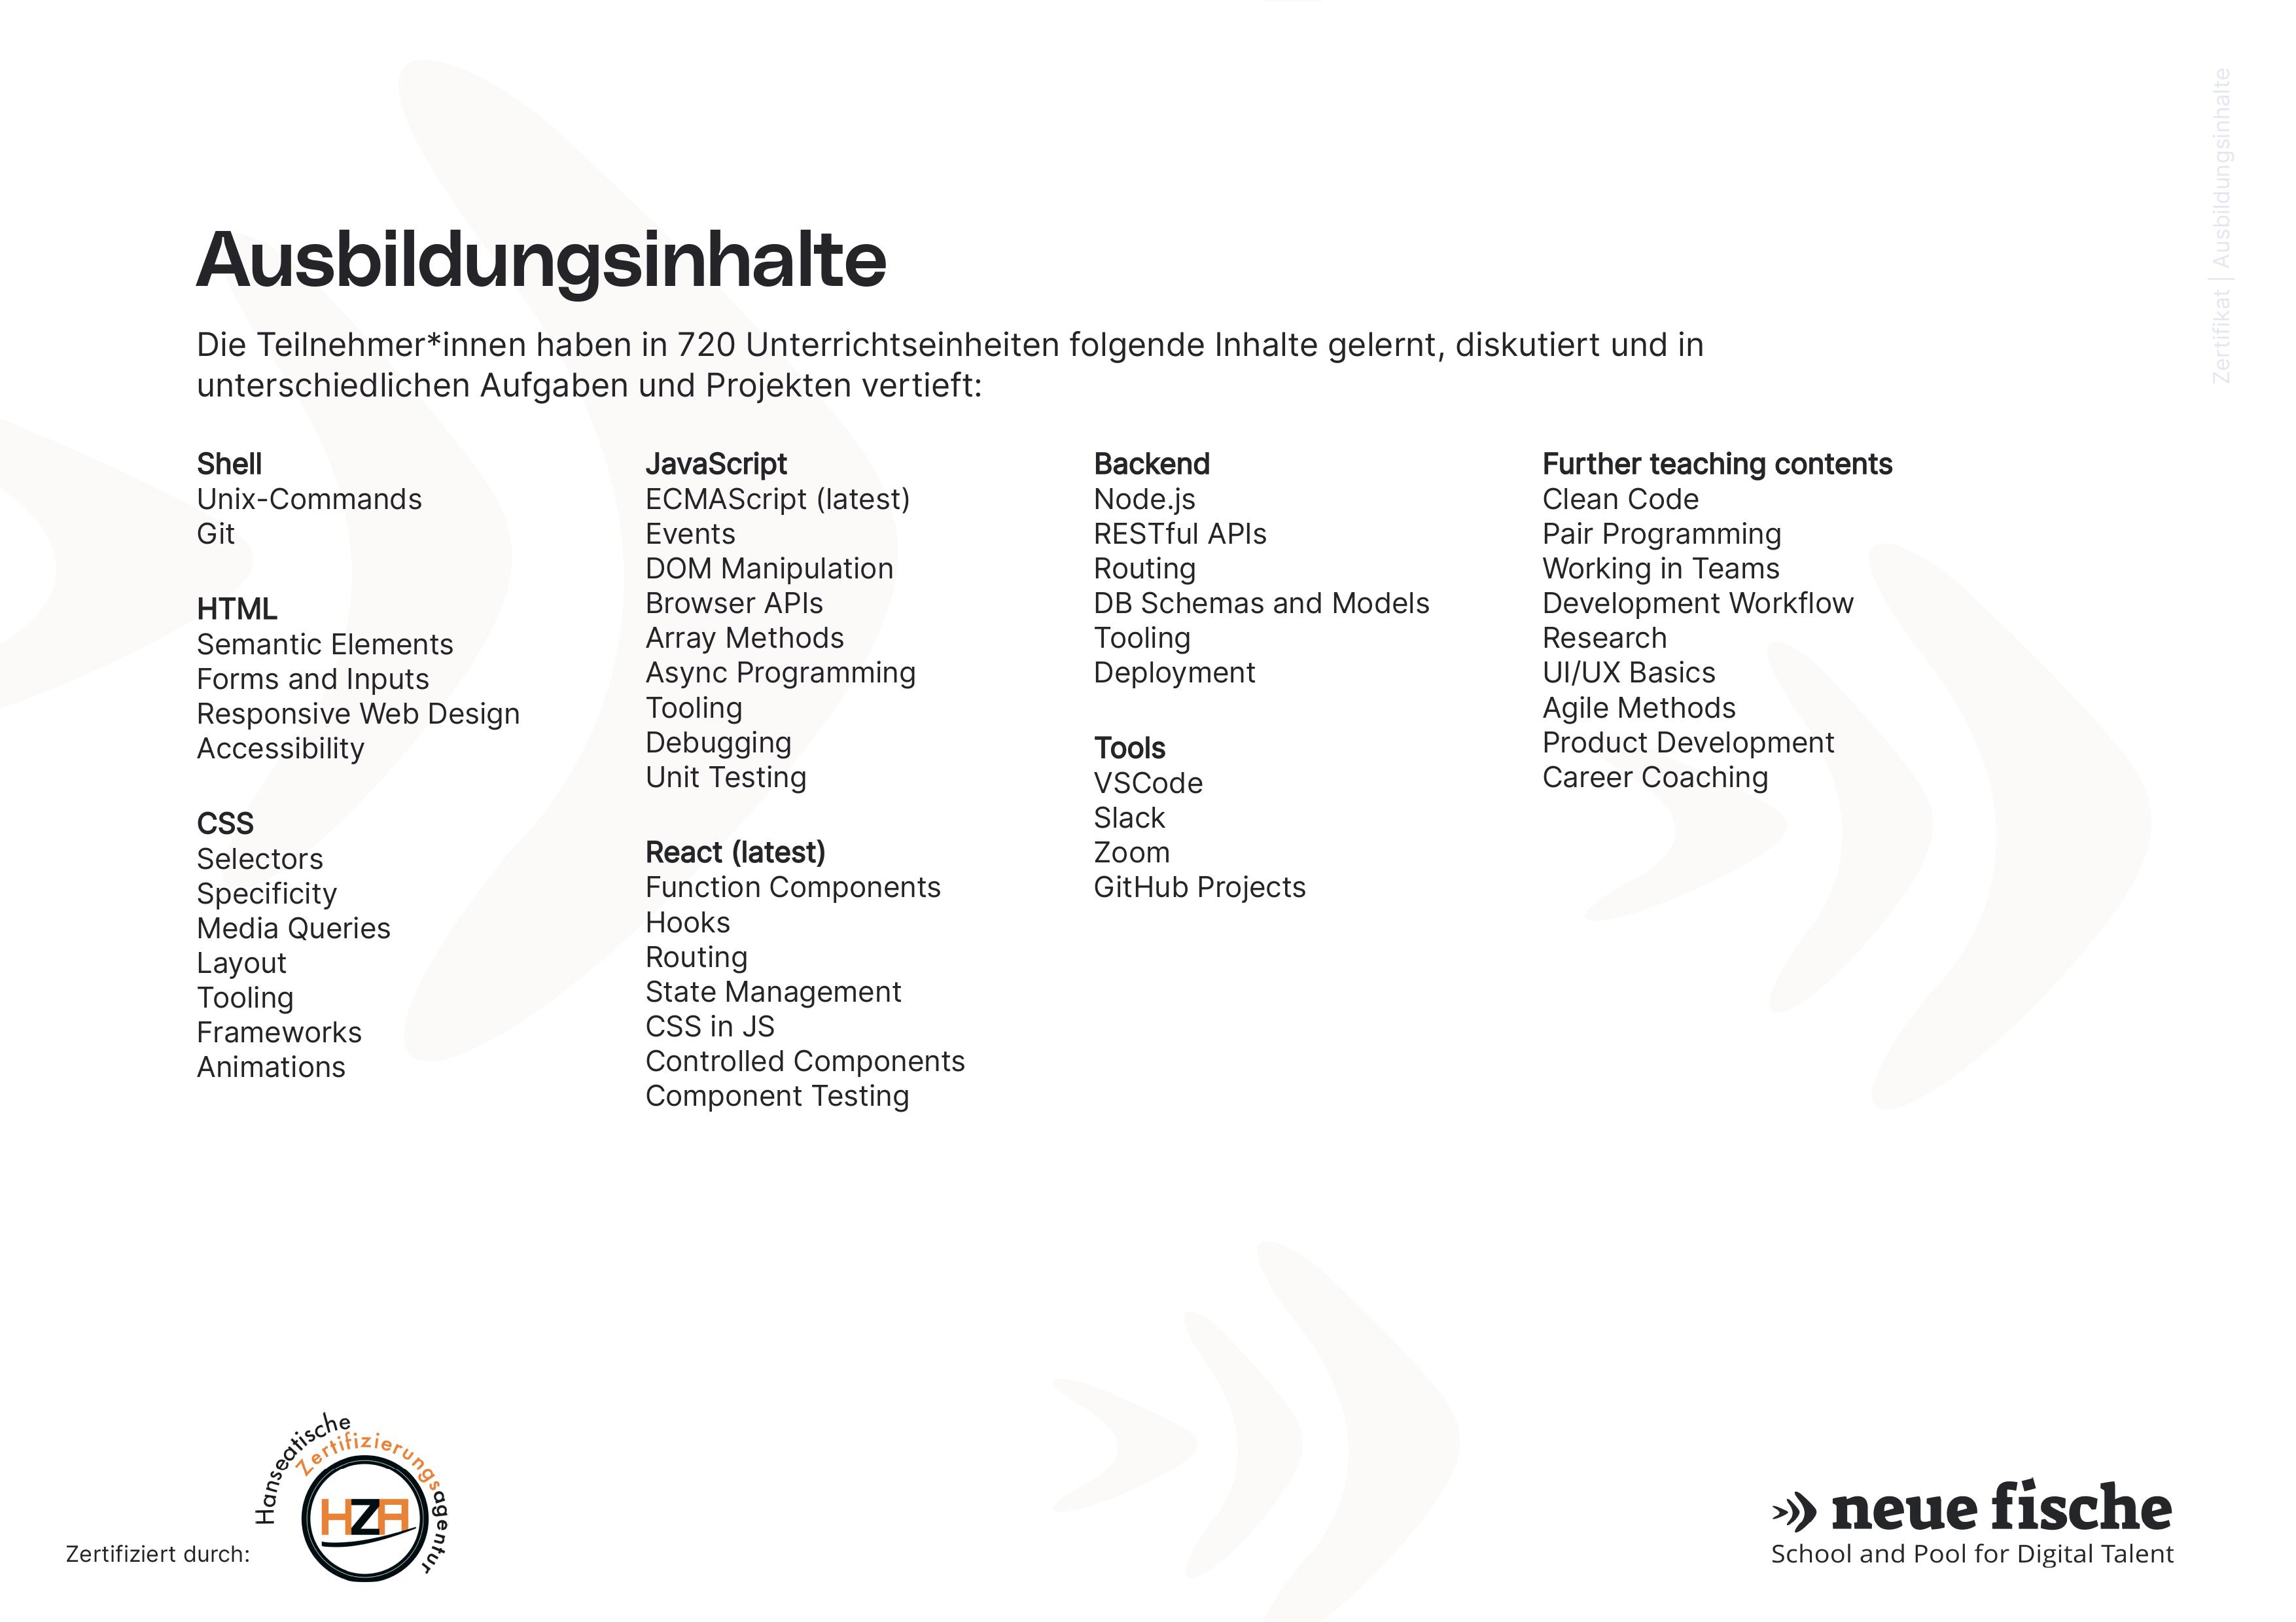 Zertifikat | Ausbildungsinhalte
Ausbildungsinhalte
Die Teilnehmer*innen haben in 720 Unterrichtseinheiten folgende Inhalte gelernt, diskutiert und in
unterschiedlichen Aufgaben und Projekten vertieft:
Shell
Unix-Commands
Git
HTML
Semantic Elements
Forms and Inputs
Responsive Web Design
Accessibility
CSS
Selectors
Specificity
Media Queries
Layout
Tooling
Frameworks
Animations
JavaScript
ECMAScript (latest)
Events
DOM Manipulation
Browser APIs
Array Methods
Async Programming
Tooling
Debugging
Unit Testing
React (latest)
Function Components
Hooks
Routing
State Management
CSS in JS
Controlled Components
Component Testing
Backend
Node.js
RESTful APIs
Routing
DB Schemas and Models
Tooling
Deployment
Tools
VSCode
Slack
Zoom
GitHub Projects
Further teaching contents
Clean Code
Pair Programming
Working in Teams
Development Workflow
Research
UI/UX Basics
Agile Methods
Product Development
Career Coaching
Zertifiziert durch:
Hanseatische
Zertifizierungsagentur
HZA
neue fische
School and Pool for Digital Talent